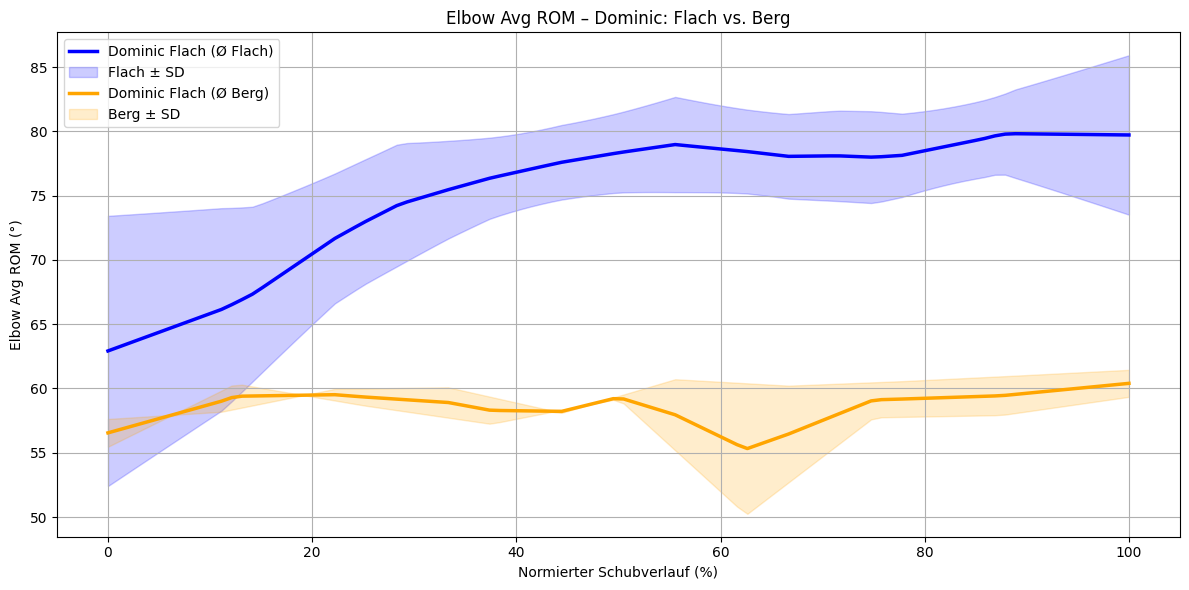 Elbow Avg ROM – Dominic: Flach vs. Berg
Dominic Flach (Ø Flach)
Flach ± SD
Dominic Flach (Ø Berg)
Berg ± SD
Elbow Avg ROM (°)
85
80
75
70
65
60
55
50
0 20 40 60 80 100
Normierter Schubverlauf (%)